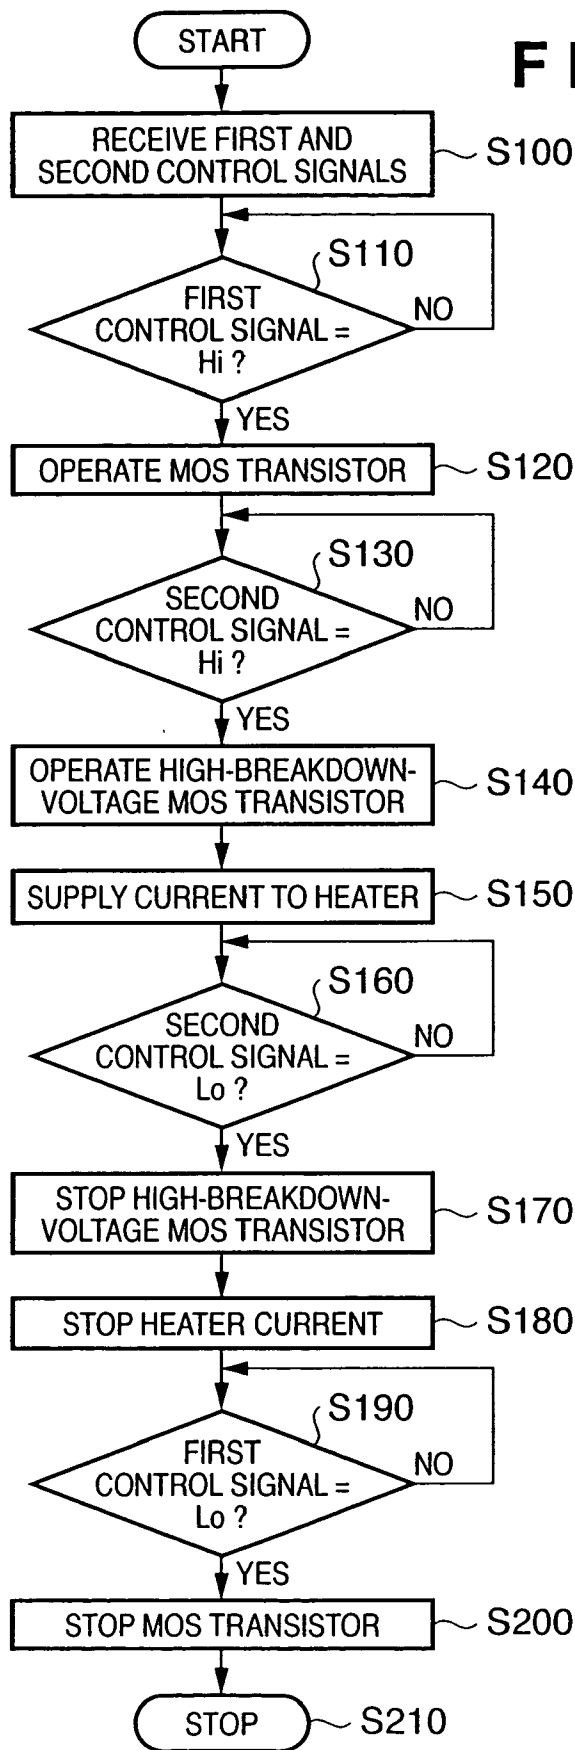 START
F I
RECEIVE FIRST AND
SECOND CONTROL SIGNALS
S100
S110
FIRST
CONTROL SIGNAL =
Hi ?
NO
YES
OPERATE MOS TRANSISTOR
S120
S130
SECOND
CONTROL SIGNAL =
Hi ?
NO
YES
OPERATE HIGH-BREAKDOWN-
VOLTAGE MOS TRANSISTOR
S140
SUPPLY CURRENT TO HEATER
S150
S160
SECOND
CONTROL SIGNAL =
Lo ?
NO
YES
STOP HIGH-BREAKDOWN-
VOLTAGE MOS TRANSISTOR
S170
STOP HEATER CURRENT
S180
S190
FIRST
CONTROL SIGNAL =
Lo ?
NO
YES
STOP MOS TRANSISTOR
S200
STOP
S210